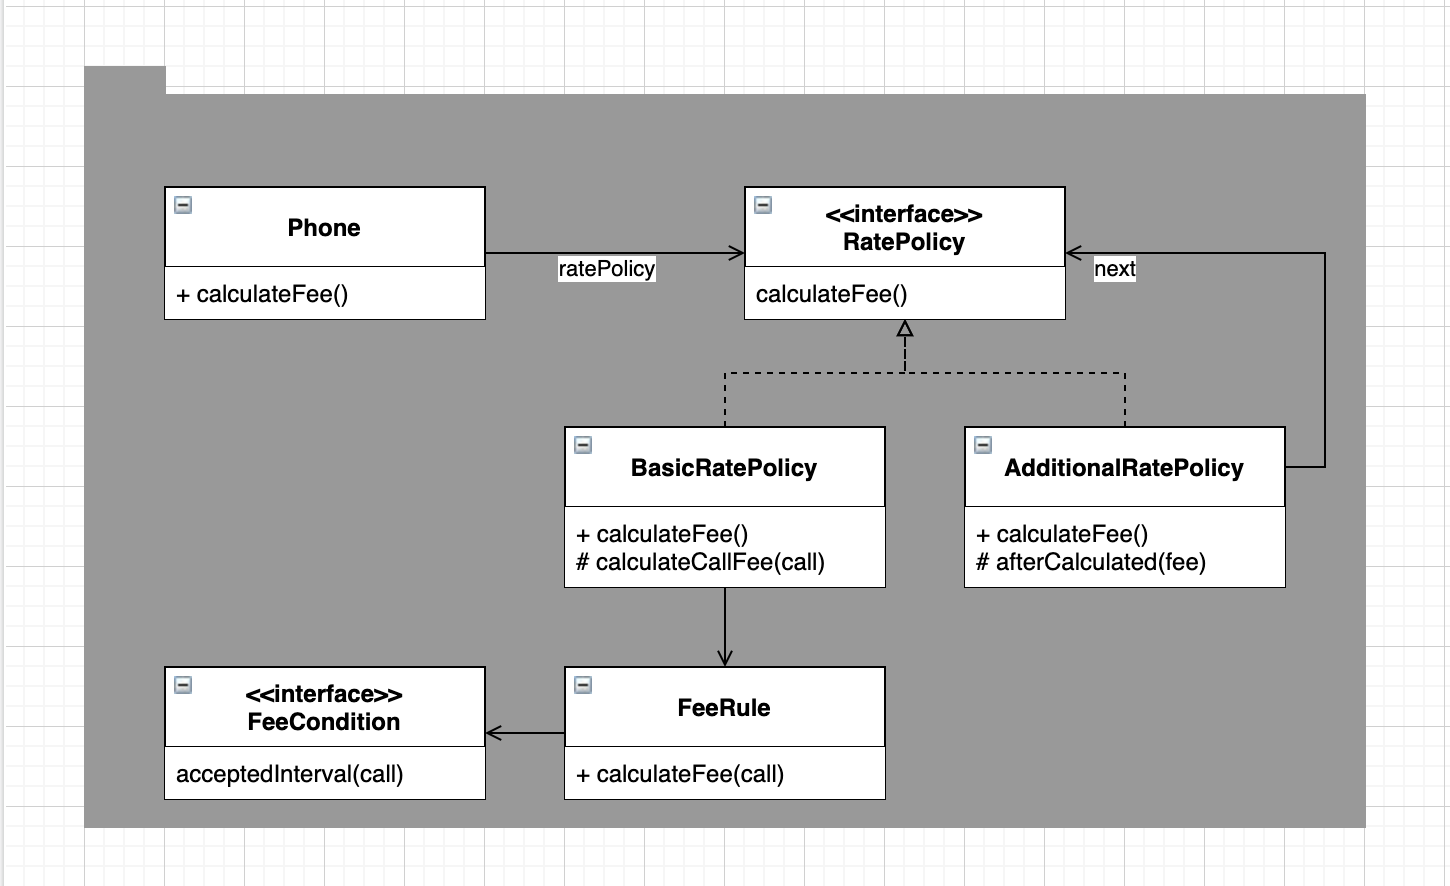 Phone
+ calculateFee()
ratePolicy
<<interface>>
RatePolicy
calculateFee()
next
BasicRatePolicy
+ calculateFee()
# calculateCallFee(call)
AdditionalRatePolicy
+ calculateFee()
# afterCalculated(fee)
<<interface>>
FeeCondition
acceptedInterval(call)
FeeRule
+ calculateFee(call)